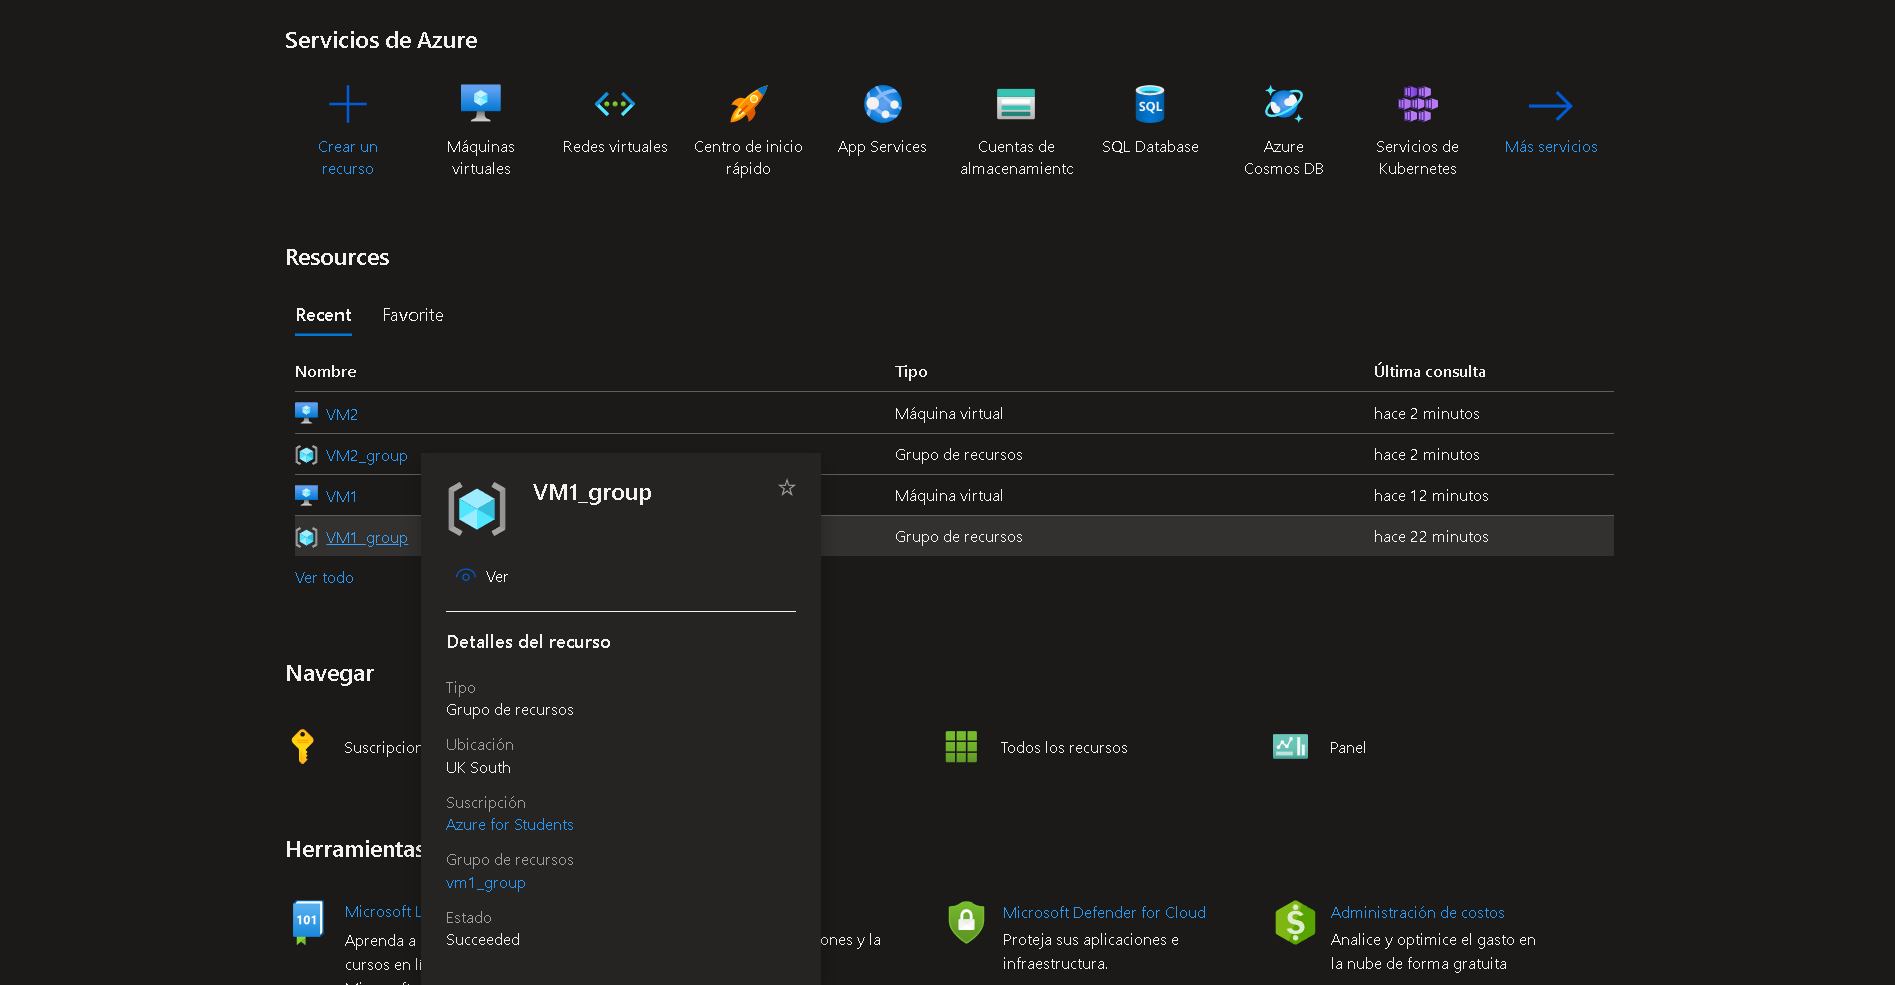 Servicios de Azure
Crear un
recurso
Máquinas
virtuales
Redes virtuales
Centro de inicio
rápido
App Services
Cuentas de
almacenamiento
SQL
SQL Database
Azure
Cosmos DB
Servicios de
Kubernetes
Más servicios
Resources
Recent
Favorite
Nombre
Tipo
Última consulta
VM2
Máquina virtual
hace 2 minutos
VM2_group
Grupo de recursos
hace 2 minutos
VM1
Máquina virtual
hace 12 minutos
VM1_group
Grupo de recursos
hace 22 minutos
Ver todo
VM1_group
Ver
Detalles del recurso
Tipo
Grupo de recursos
Ubicación
UK South
Suscripción
Azure for Students
Grupo de recursos
vm1_group
Estado
Succeeded
Navegar
Suscripcion
Todos los recursos
Panel
Herramientas
101
Microsoft L
Aprenda a
cursos en lí
ones y la
Microsoft Defender for Cloud
Proteja sus aplicaciones e
infraestructura.
Administración de costos
Analice y optimice el gasto en
la nube de forma gratuita